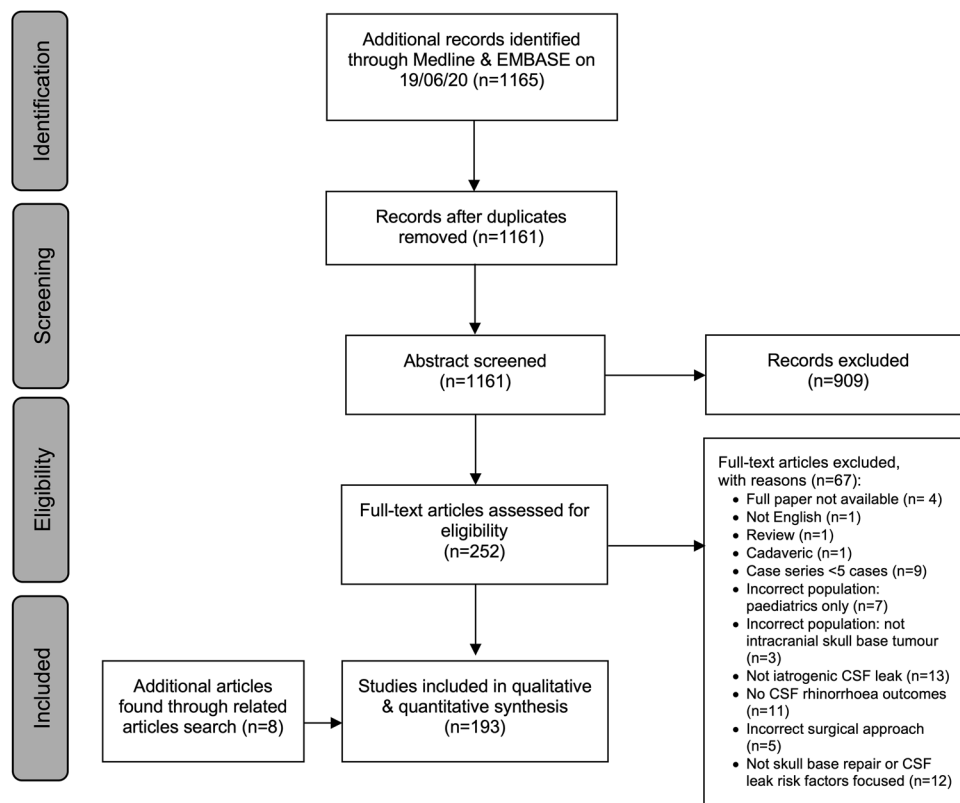 Identification
Additional records identified
through Medline & EMBASE on
19/06/20 (n=1165)
Records after duplicates
removed (n=1161)
Screening
Abstract screened
(n=1161)
Records excluded
(n=909)
Eligibility
Full-text articles assessed for
eligibility
(n=252)
Full-text articles excluded,
with reasons (n=67):
• Full paper not available (n= 4)
• Not English (n=1)
• Review (n=1)
• Cadaveric (n=1)
• Case series <5 cases (n=9)
• Incorrect population:
paediatrics only (n=7)
• Incorrect population: not
intracranial skull base tumour
(n=3)
• Not iatrogenic CSF leak (n=13)
• No CSF rhinorrhoea outcomes
(n=11)
• Incorrect surgical approach
(n=5)
• Not skull base repair or CSF
leak risk factors focused (n=12)
Included
Additional articles
found through related
articles search (n=8)
Studies included in qualitative
& quantitative synthesis
(n=193)